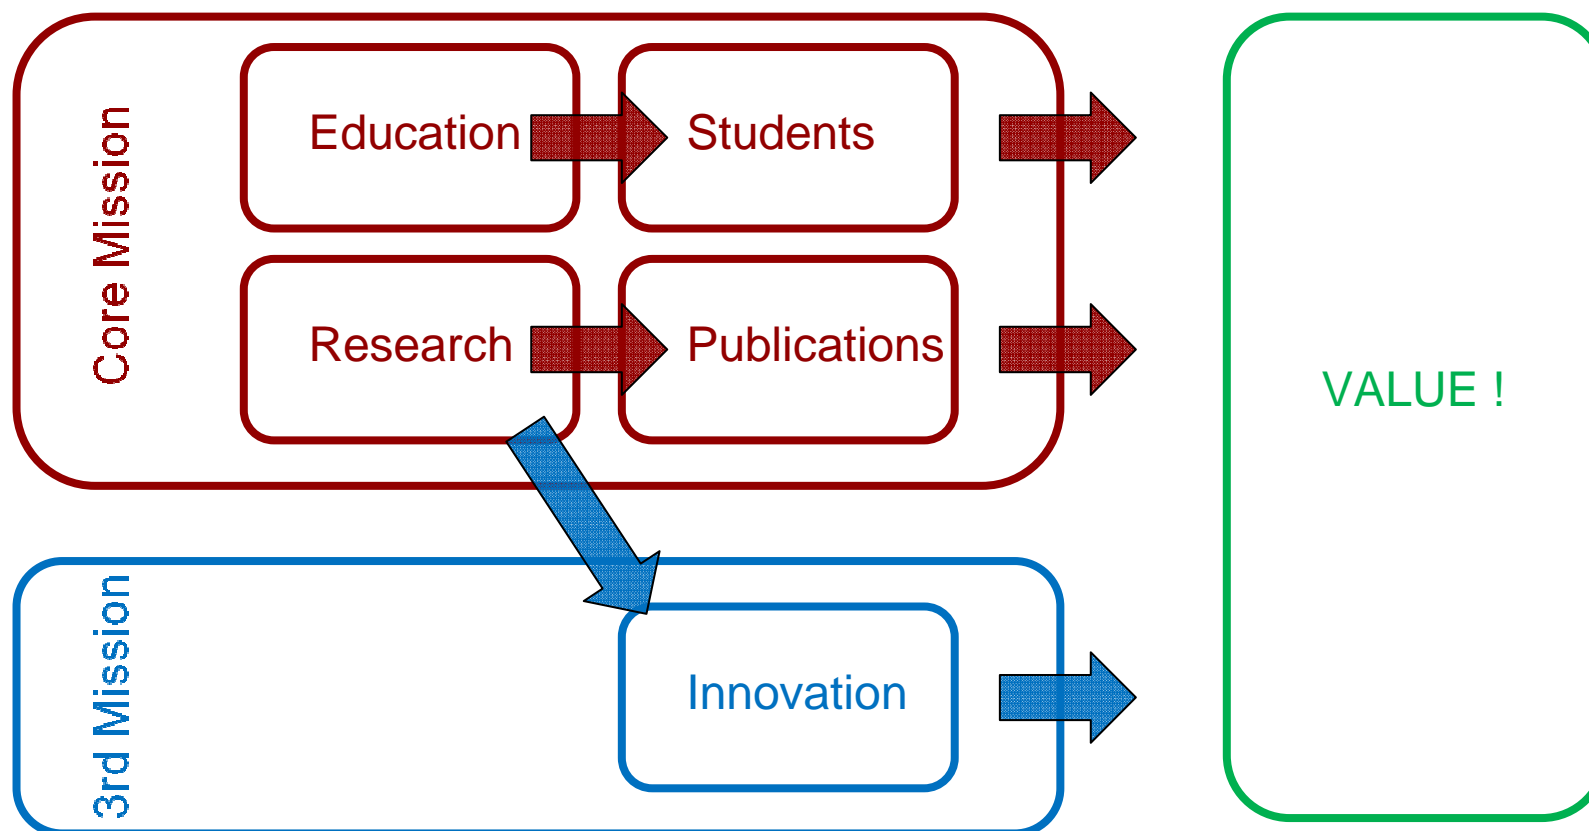 Core Mission
Education
Students
Research
Publications
VALUE !
3rd Mission
Innovation